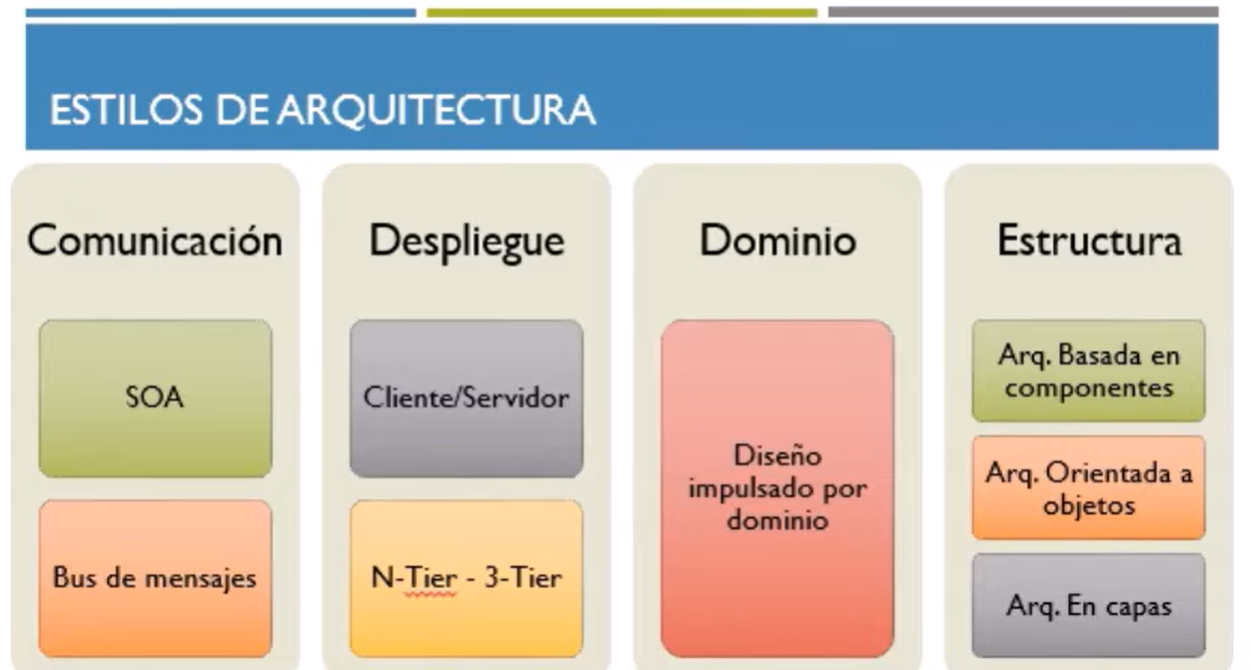 ESTILOS DE ARQUITECTURA
Comunicación
SOA
Bus de mensajes
Despliegue
Cliente/Servidor
N-Tier - 3-Tier
Dominio
Diseño
impulsado por
dominio
Estructura
Arq. Basada en
componentes
Arq. Orientada a
objetos
Arq. En capas